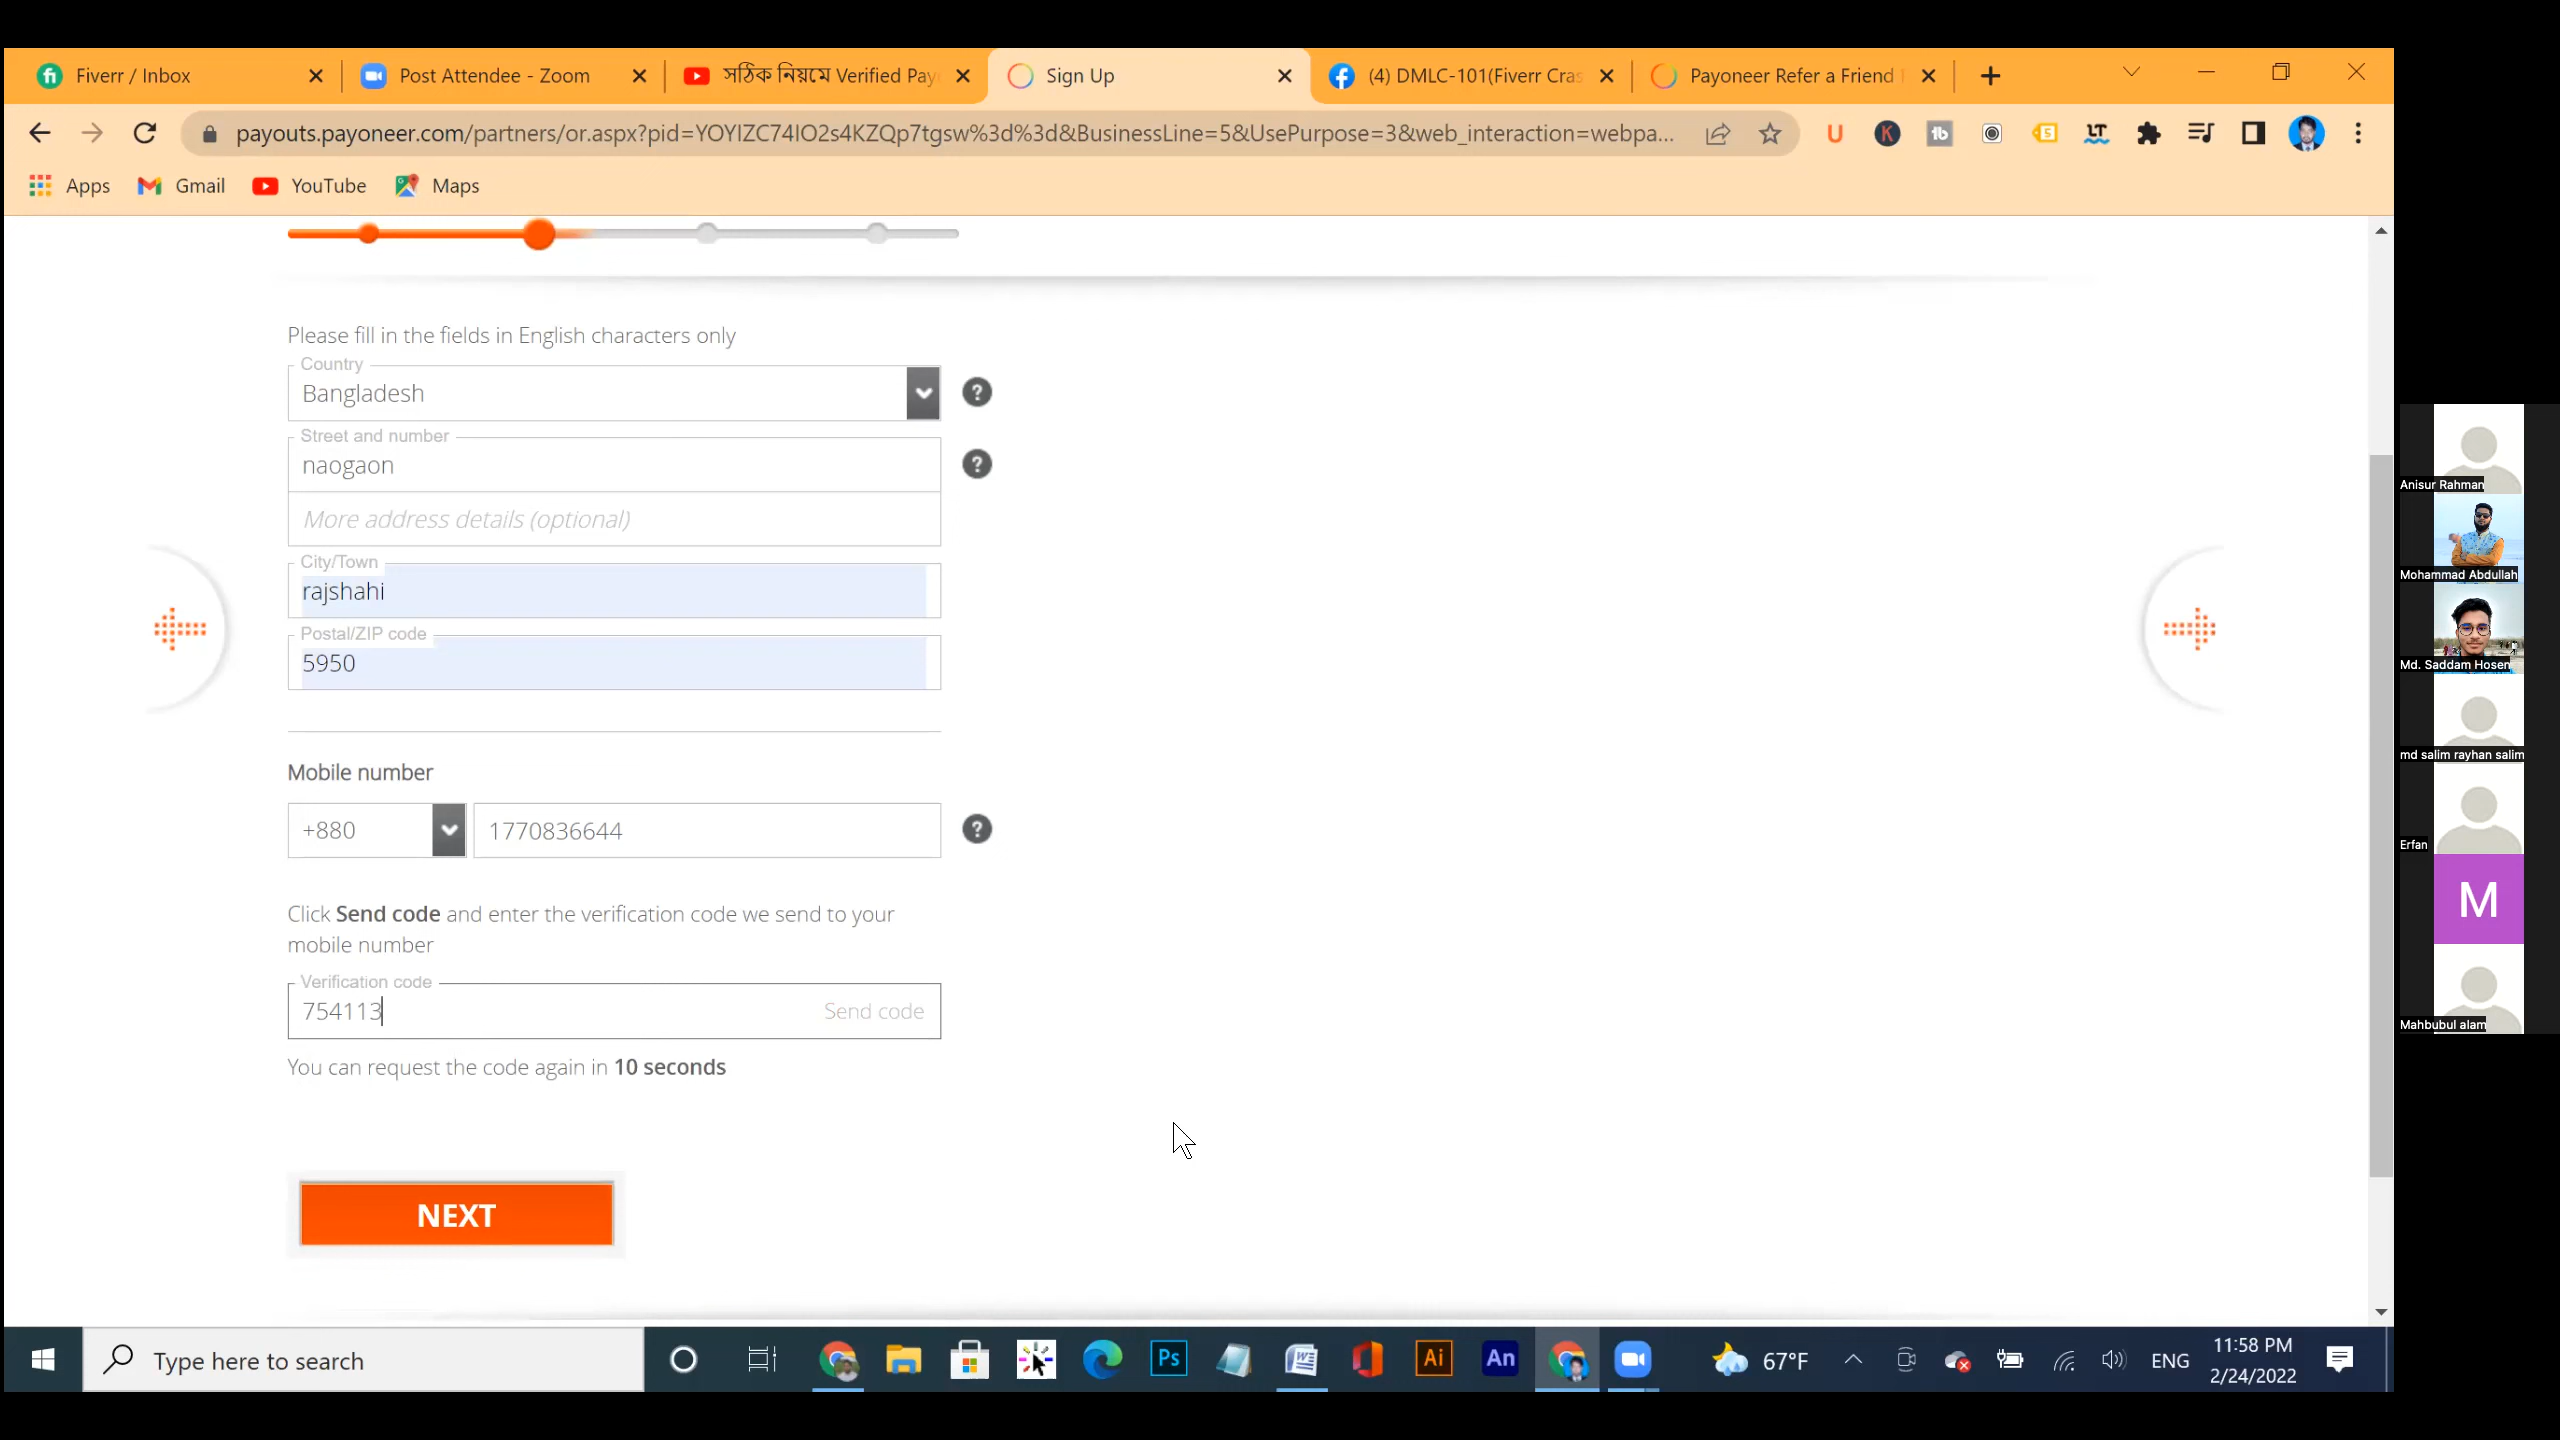 Fiverr / Inbox
Post Attendee - Zoom
সঠিক নিয়মে Verified Pay
Sign Up
(4) DMLC-101(Fiverr Cras
Payoneer Refer a Friend
payouts.payoneer.com/partners/or.aspx?pid=YOYIZC74IO2s4KZQp7tgsw%3d%3d&BusinessLine=5&UsePurpose=3&web_interaction=webpa...
Apps
Gmail
YouTube
Maps
Please fill in the fields in English characters only
Country
Bangladesh
?
Street and number
naogaon
?
More address details (optional)
City/Town
rajshahi
Postal/ZIP code
5950
Mobile number
+880
1770836644
?
Click Send code and enter the verification code we send to your
mobile number
Verification code
754113
Send code
You can request the code again in 10 seconds
NEXT
Anisur Rahman
Mohammad Abdullah
Md. Saddam Hosen
md salim rayhan salim
Erfan
M
Mahbubul alam
Type here to search
Ps
Ai
An
67°F
ENG
11:58 PM
2/24/2022